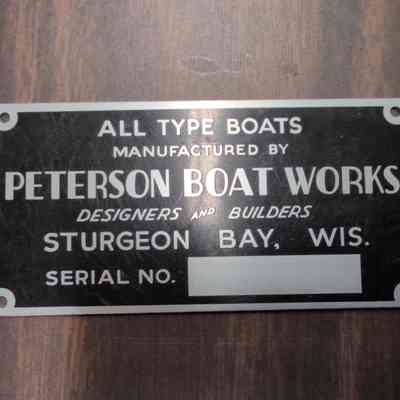 ALL TYPE BOATS
MANUFACTURED BY
PETERSON BOAT WORKS
DESIGNERS AND BUILDERS
STURGEON BAY, WIS.
SERIAL NO.